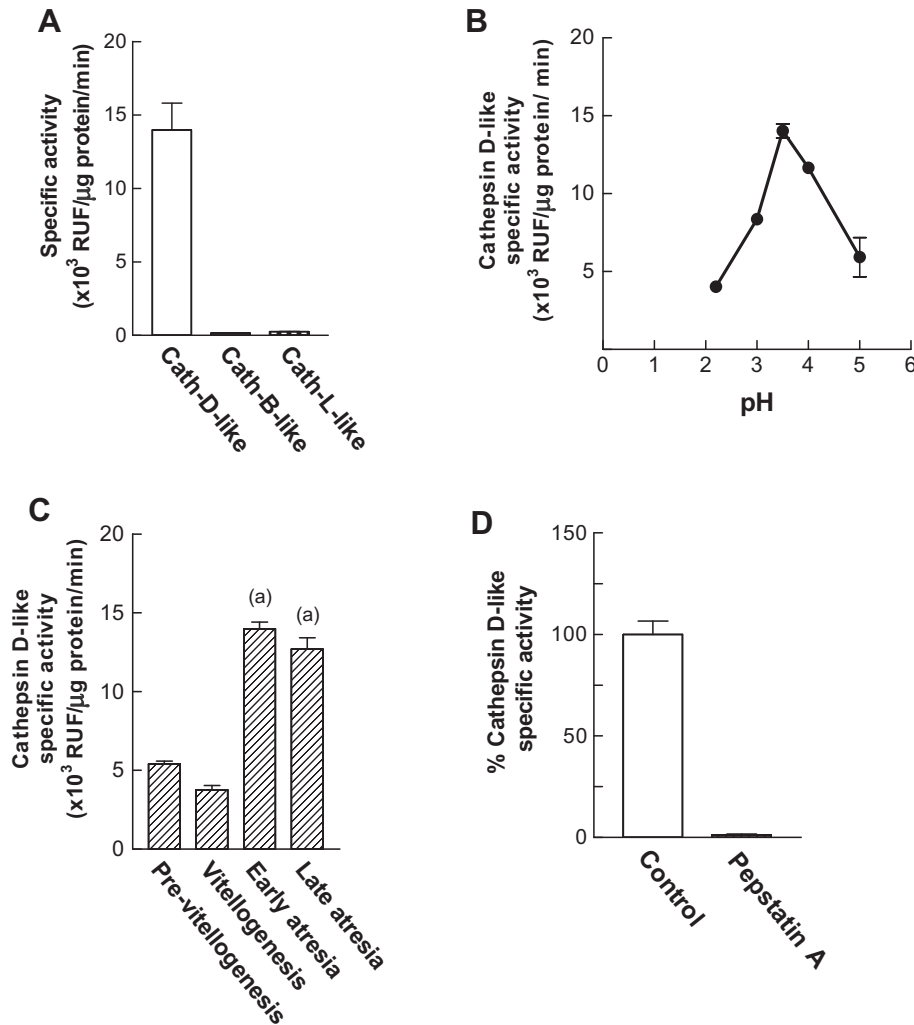 A
Specific activity
(x10³ RUF/µg protein/min)
20
15
10
5
0
Cath-D-like
Cath-B-like
Cath-L-like
B
Cathepsin D-like
specific activity
(x10³ RUF/µg protein/ min)
20
15
10
5
0
1
2
3
4
5
6
pH
C
Cathepsin D-like
specific activity
(x10³ RUF/µg protein/min)
20
15
10
5
0
(a)
(a)
Pre-vitellogenesis
Vitellogenesis
Early atresia
Late atresia
D
% Cathepsin D-like
specific activity
150
100
50
0
Control
Pepstatin A